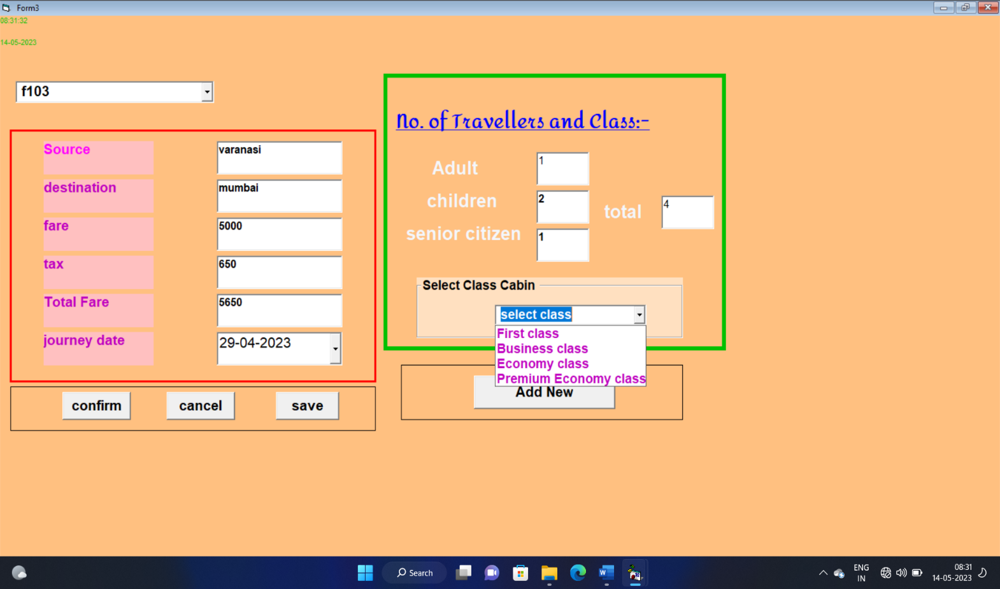 Form3
08:31:32
14-05-2023
f103
Source varanasi
destination mumbai
fare 5000
tax 650
Total Fare 5650
journey date 29-04-2023
confirm cancel save
No. of Travellers and Class:-
Adult 1
children 2
senior citizen 1
total 4
Select Class Cabin
select class
First class
Business class
Economy class
Premium Economy class
Add New
Search
W
ENG
IN
08:31
14-05-2023